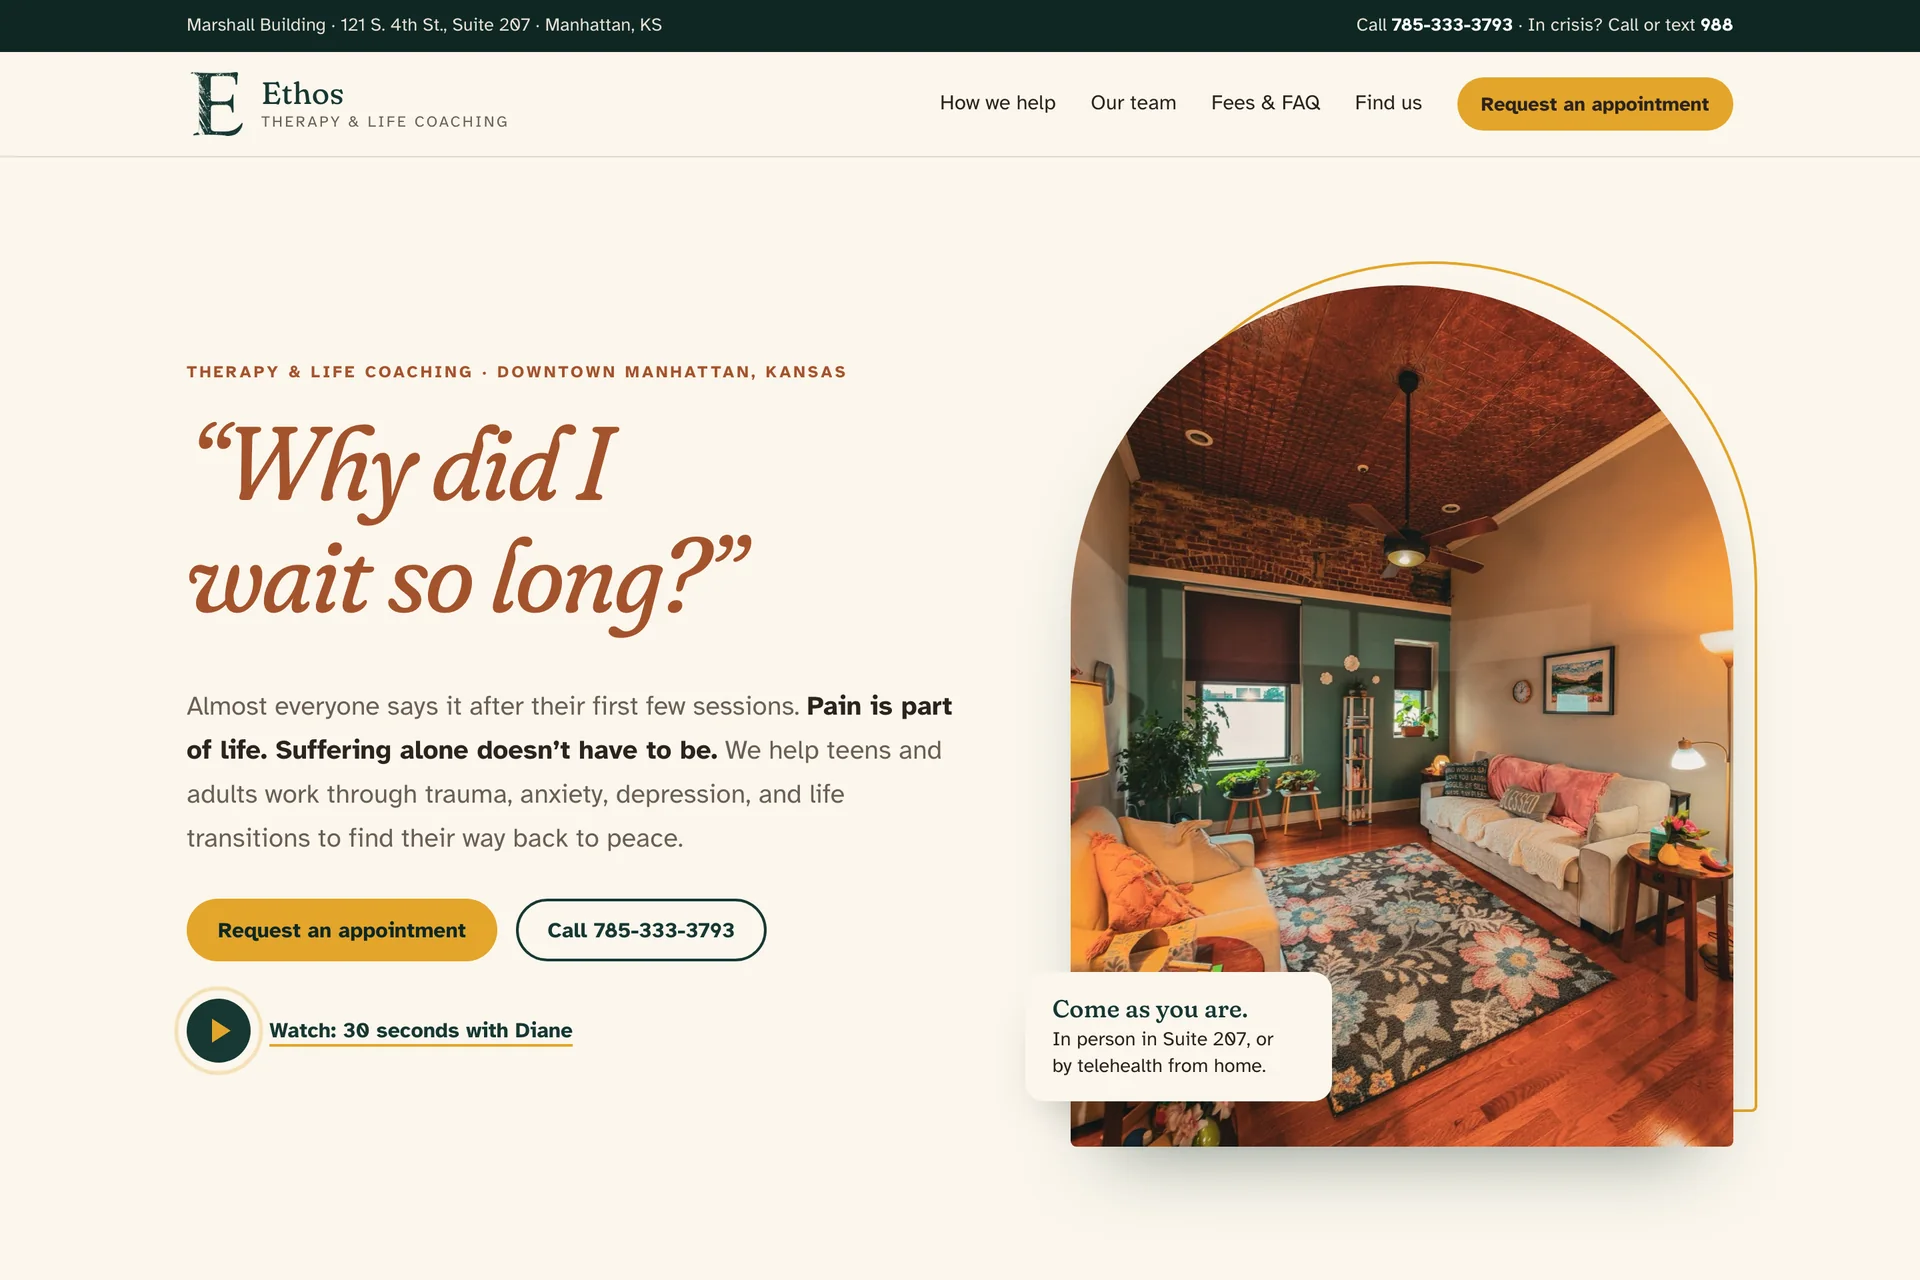 Marshall Building · 121 S. 4th St., Suite 207 · Manhattan, KS
Call 785-333-3793 · In crisis? Call or text 988
E
Ethos
THERAPY & LIFE COACHING
How we help
Our team
Fees & FAQ
Find us
Request an appointment
THERAPY & LIFE COACHING · DOWNTOWN MANHATTAN, KANSAS
“Why did I
wait so long?”
Almost everyone says it after their first few sessions. Pain is part
of life. Suffering alone doesn’t have to be. We help teens and
adults work through trauma, anxiety, depression, and life
transitions to find their way back to peace.
Request an appointment
Call 785-333-3793
Watch: 30 seconds with Diane
BLESSED
Come as you are.
In person in Suite 207, or
by telehealth from home.